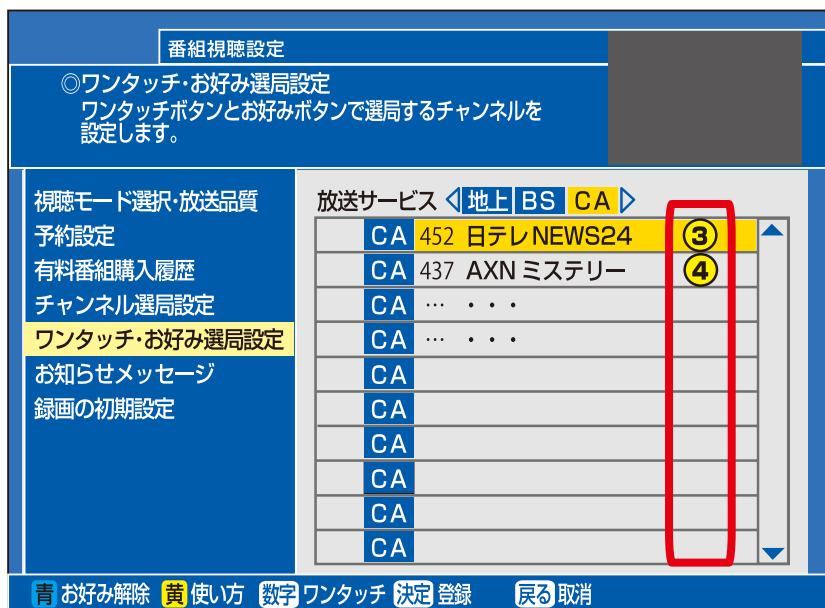 番組視聴設定
◎ワンタッチ・お好み選局設定
ワンタッチボタンとお好みボタンで選局するチャンネルを
設定します。
視聴モード選択・放送品質
予約設定
有料番組購入履歴
チャンネル選局設定
ワンタッチ・お好み選局設定
お知らせメッセージ
録画の初期設定
放送サービス 地上 BS CA
CA 452 日テレNEWS24 ③
CA 437 AXN ミステリー ④
CA … ・・・
CA … ・・・
CA
CA
CA
CA
CA
CA
青 お好み解除 黄 使い方 数字 ワンタッチ 決定 登録 戻る 取消